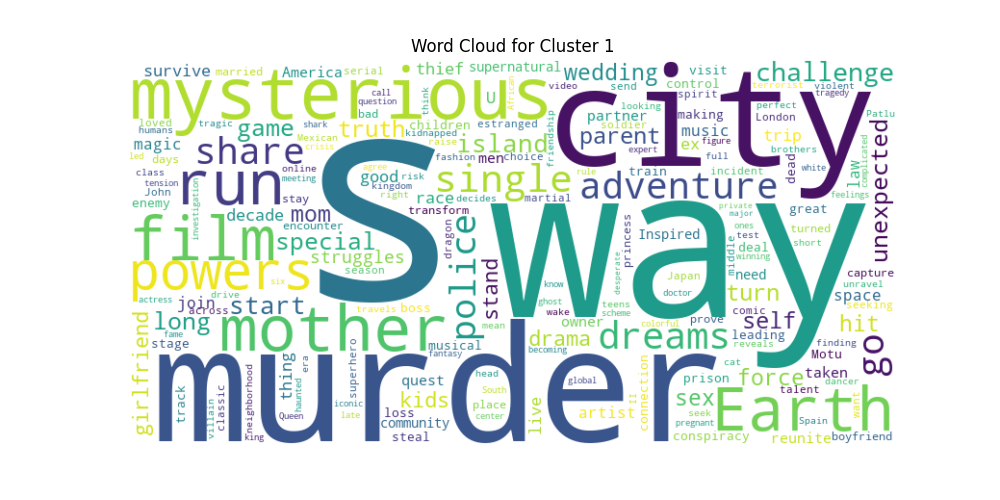 Word Cloud for Cluster 1
survive
married
America
serial
thief
supernatural
wedding
visit
challenge
mysterious
call
question
video
send
control
spirit
terrorist
violent
tragedy
think
U
African
looking
making
perfect
London
Patlu
city
loved
tragic
bad
humans
shark
Mexican
crisis
game
truth
kidnapped
children
raise
estranged
friendship
partner
soldier
parent
music
ex
figure
trip
brothers
magic
share
island
expert
full
dead
unexpected
law
complicated
led
days
class
online
agree
good
risk
fashion
men
choice
rule
train
incident
white
tension
meeting
kingdom
single
adventure
feelings
run
John
stay
right
race
decides
martial
enemy
investigation
decade
mom
transform
S
way
private
major
great
turned
ones
test
short
winning
film
encounter
special
struggles
season
dragon
police
stand
princess
Inspired
middle
deal
need
desperate
Japan
doctor
capture
unravel
space
seeking
powers
six
actress
drive
travels
boss
know
ghost
wake
teens
scheme
turn
comic
join
across
start
long
fame
stage
mother
mean
owner
colorful
prove
self
leading
reveals
hit
finding
go
musical
fantasy
drama
becoming
dreams
cat
Motu
girlfriend
track
villain
classic
neighborhood
king
thing
haunted
Queen
era
superhero
iconic
late
quest
kids
loss
community
steal
head
South
place
center
live
global
artist
II
connection
prison
force
taken
talent
dancer
sex
seek
pregnant
conspiracy
Earth
Spain
want
reunite
boyfriend
murder